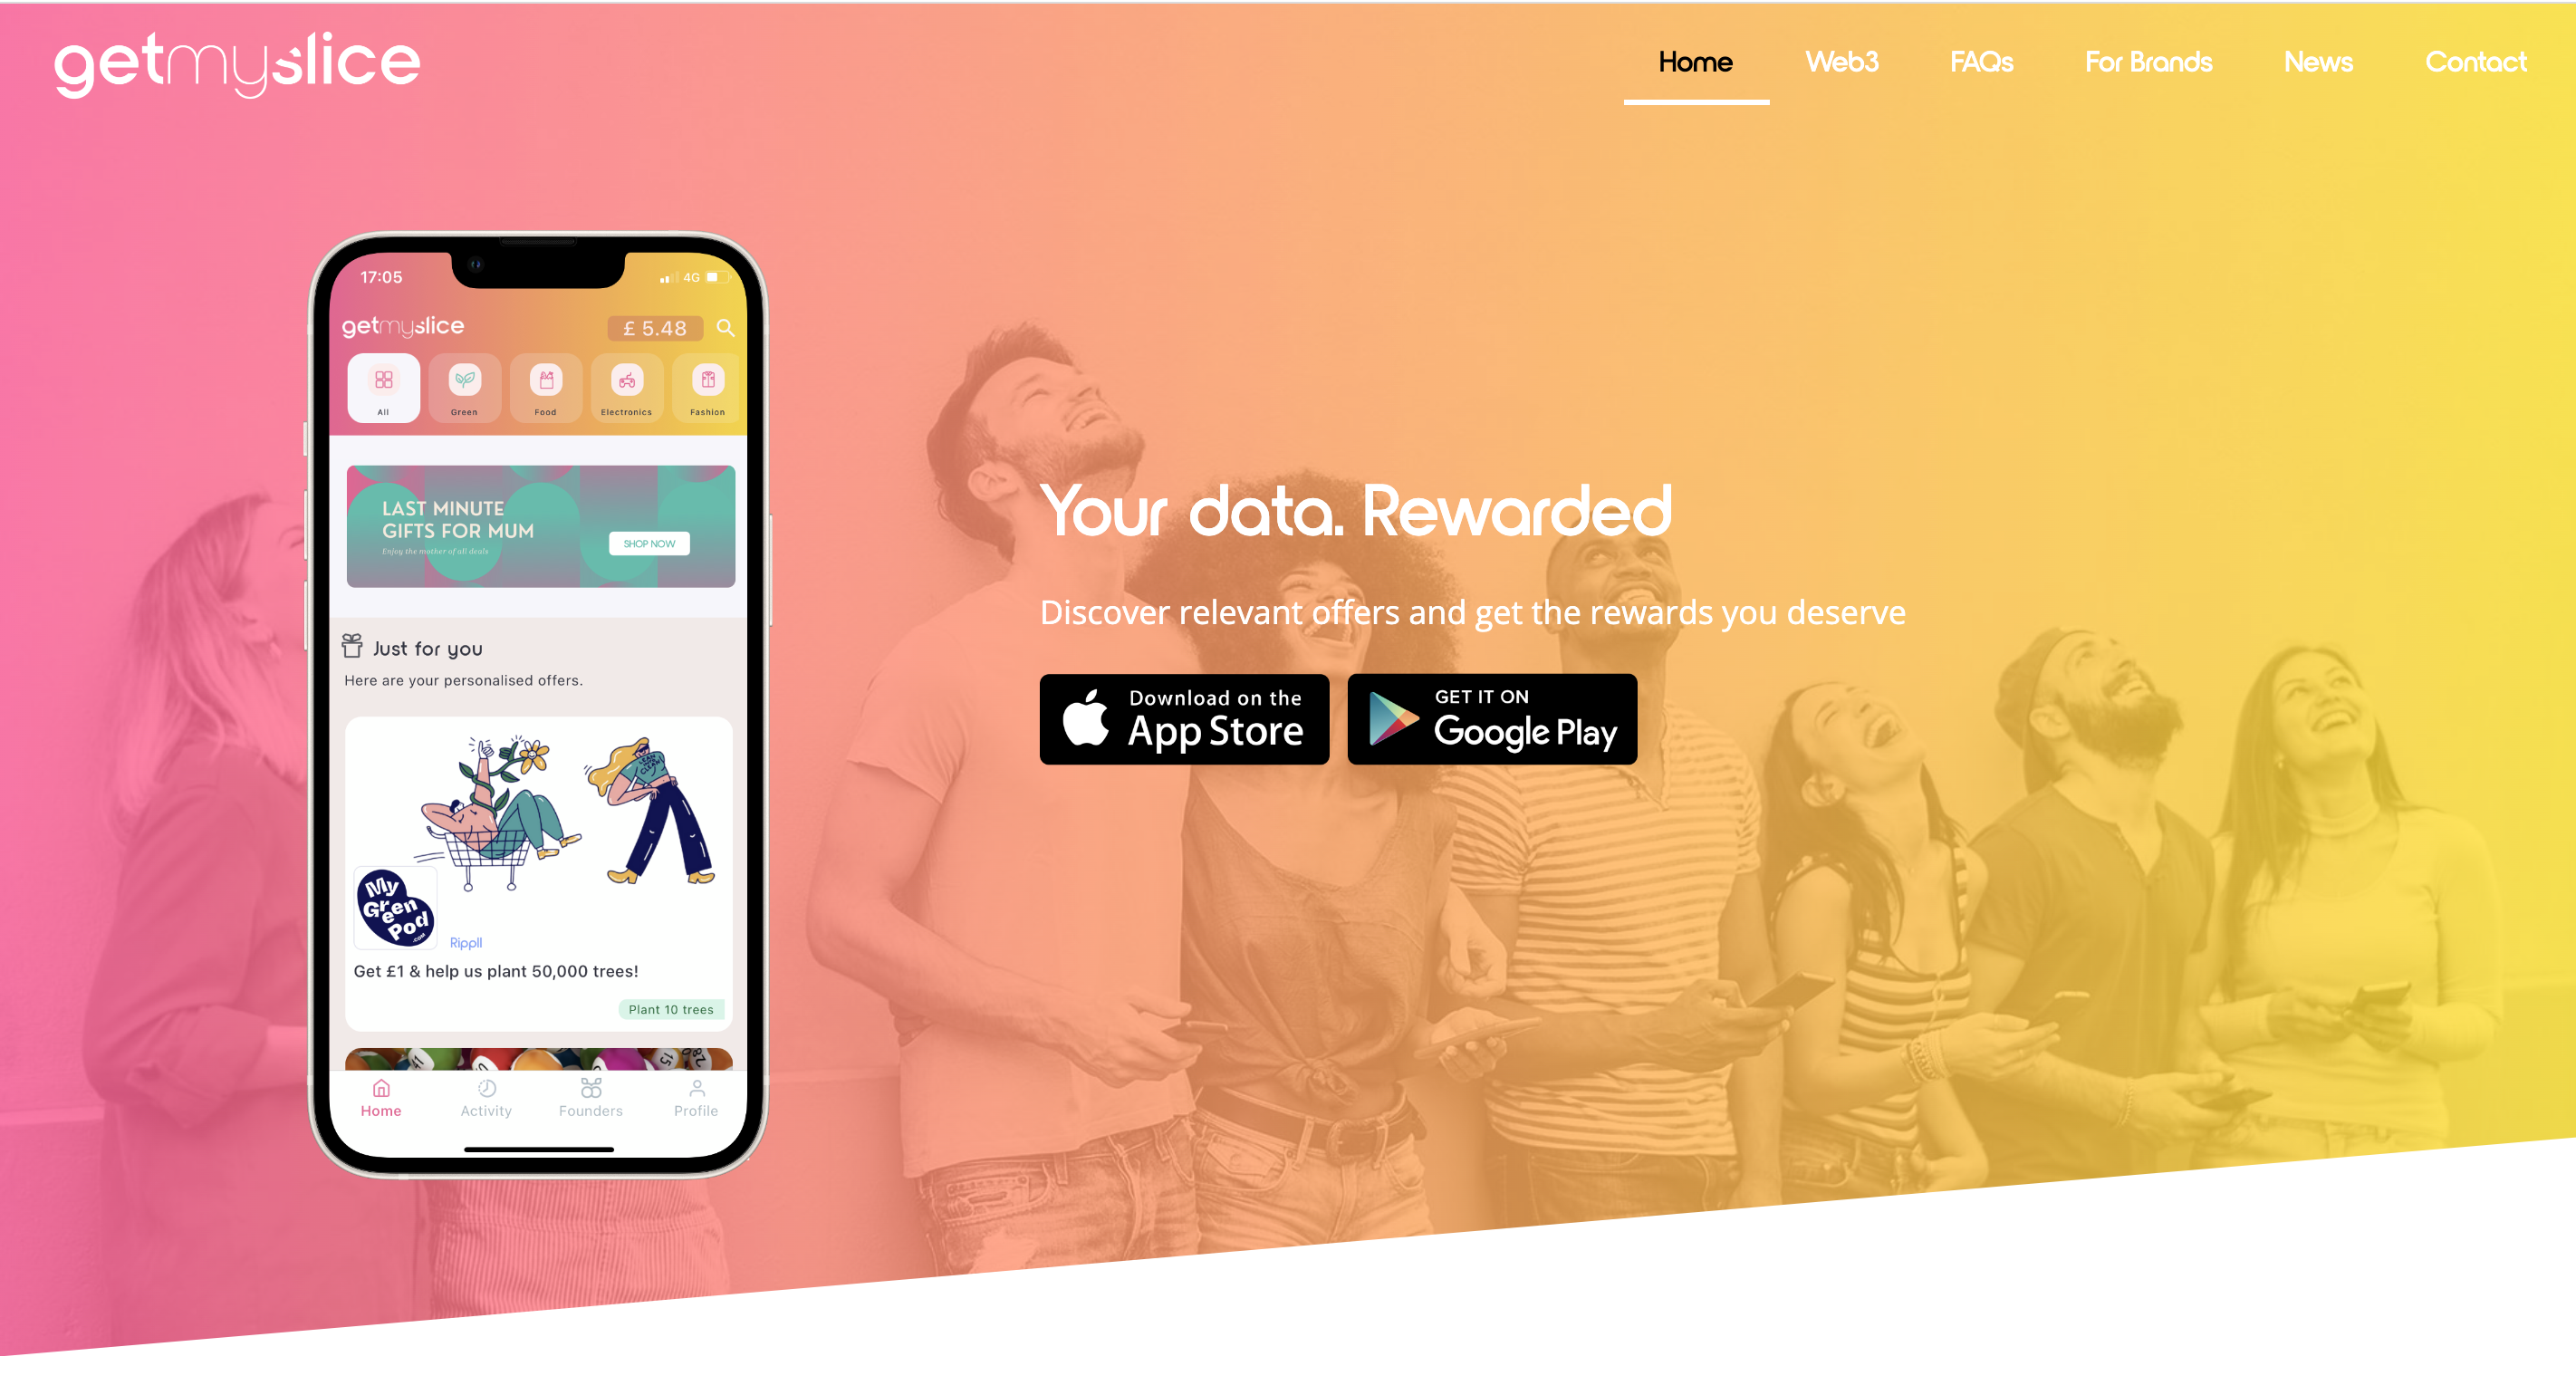 getmyslice
Home
Web3
FAQs
For Brands
News
Contact
17:05
4G
getmyslice
£ 5.48
All
Green
Food
Electronics
Fashion
LAST MINUTE
GIFTS FOR MUM
Enjoy the mother of all deals
SHOP NOW
Just for you
Here are your personalised offers.
My
Green
Pod
.COM
Rippll
Get £1 & help us plant 50,000 trees!
Plant 10 trees
15
28
Home
Activity
Founders
Profile
Your data. Rewarded
Discover relevant offers and get the rewards you deserve
Download on the
App Store
GET IT ON
Google Play